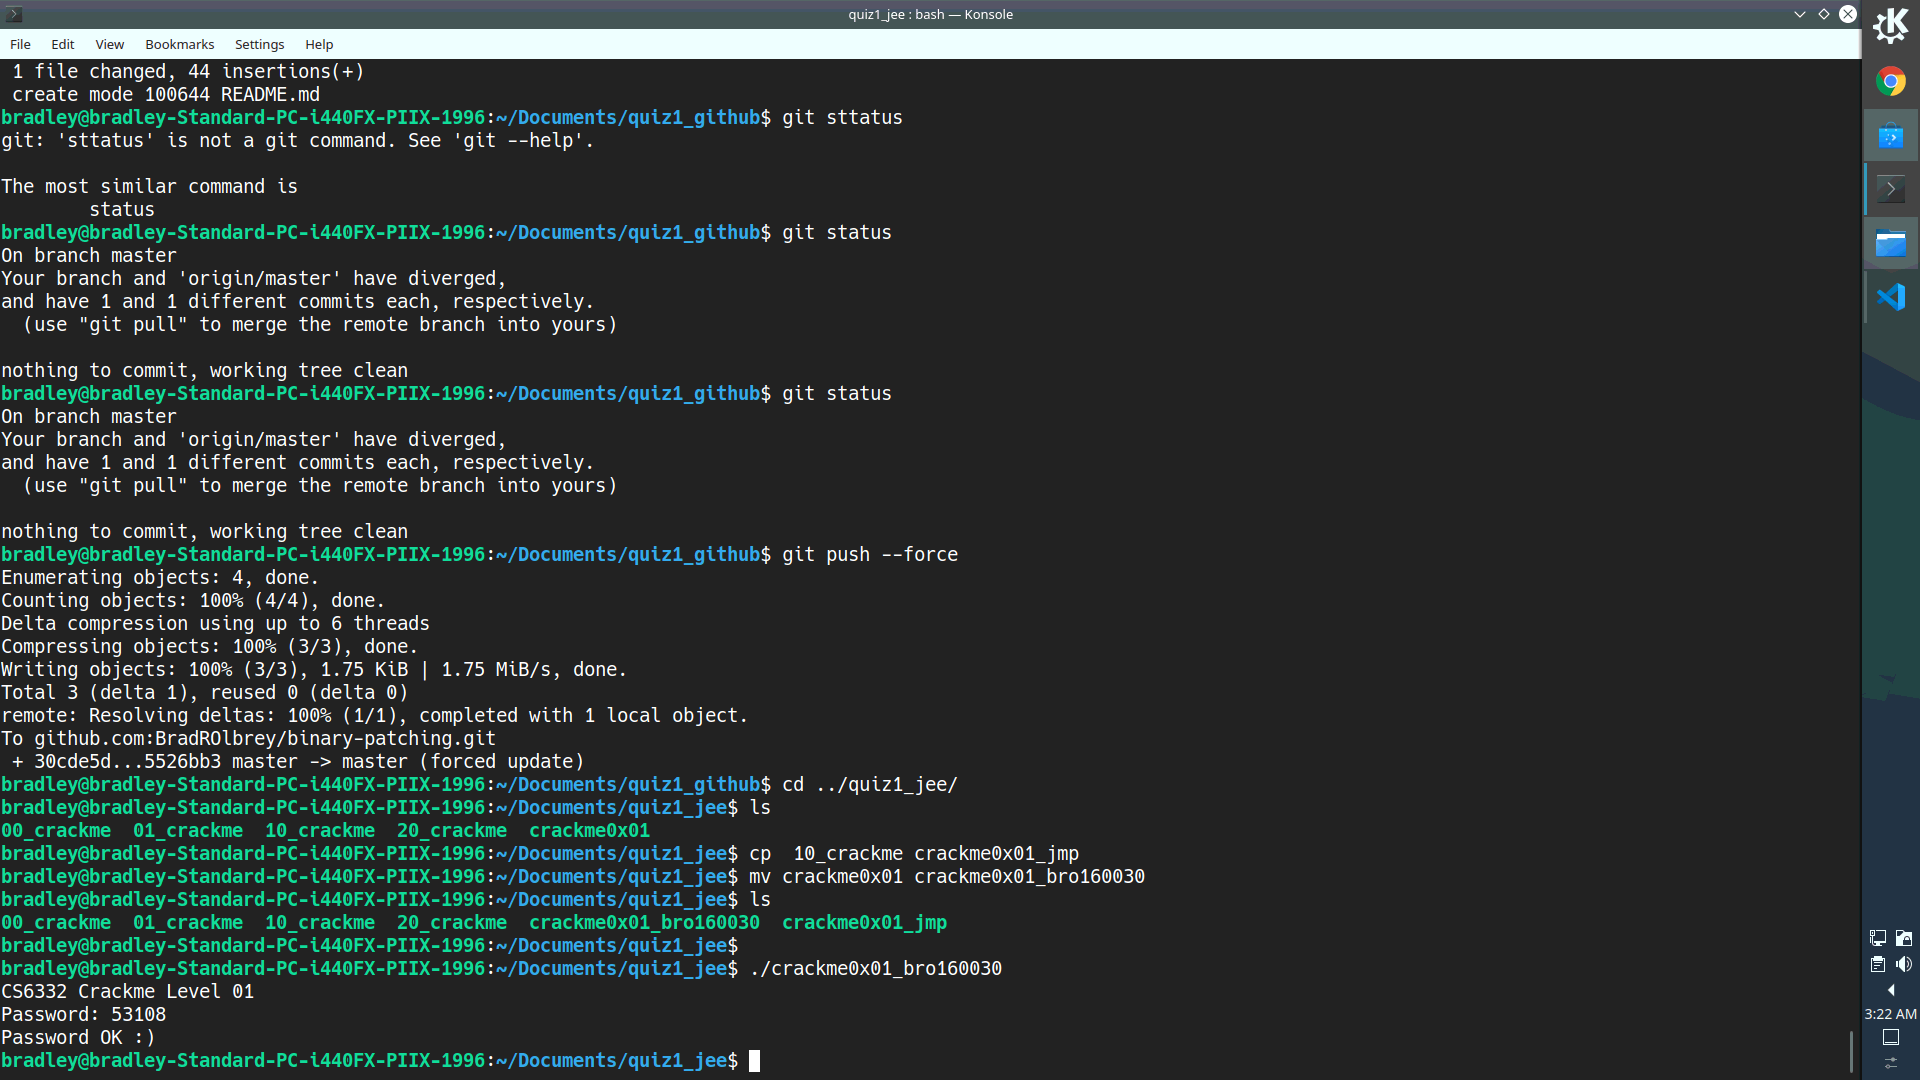 quiz1_jee : bash — Konsole
File Edit View Bookmarks Settings Help
 1 file changed, 44 insertions(+)
 create mode 100644 README.md
bradley@bradley-Standard-PC-i440FX-PIIX-1996:~/Documents/quiz1_github$ git sttatus
git: 'sttatus' is not a git command. See 'git --help'.

The most similar command is
        status
bradley@bradley-Standard-PC-i440FX-PIIX-1996:~/Documents/quiz1_github$ git status
On branch master
Your branch and 'origin/master' have diverged,
and have 1 and 1 different commits each, respectively.
  (use "git pull" to merge the remote branch into yours)

nothing to commit, working tree clean
bradley@bradley-Standard-PC-i440FX-PIIX-1996:~/Documents/quiz1_github$ git status
On branch master
Your branch and 'origin/master' have diverged,
and have 1 and 1 different commits each, respectively.
  (use "git pull" to merge the remote branch into yours)

nothing to commit, working tree clean
bradley@bradley-Standard-PC-i440FX-PIIX-1996:~/Documents/quiz1_github$ git push --force
Enumerating objects: 4, done.
Counting objects: 100% (4/4), done.
Delta compression using up to 6 threads
Compressing objects: 100% (3/3), done.
Writing objects: 100% (3/3), 1.75 KiB | 1.75 MiB/s, done.
Total 3 (delta 1), reused 0 (delta 0)
remote: Resolving deltas: 100% (1/1), completed with 1 local object.
To github.com:BradROlbrey/binary-patching.git
 + 30cde5d...5526bb3 master -> master (forced update)
bradley@bradley-Standard-PC-i440FX-PIIX-1996:~/Documents/quiz1_github$ cd ../quiz1_jee/
bradley@bradley-Standard-PC-i440FX-PIIX-1996:~/Documents/quiz1_jee$ ls
00_crackme  01_crackme  10_crackme  20_crackme  crackme0x01
bradley@bradley-Standard-PC-i440FX-PIIX-1996:~/Documents/quiz1_jee$ cp  10_crackme crackme0x01_jmp
bradley@bradley-Standard-PC-i440FX-PIIX-1996:~/Documents/quiz1_jee$ mv crackme0x01 crackme0x01_bro160030
bradley@bradley-Standard-PC-i440FX-PIIX-1996:~/Documents/quiz1_jee$ ls
00_crackme  01_crackme  10_crackme  20_crackme  crackme0x01_bro160030  crackme0x01_jmp
bradley@bradley-Standard-PC-i440FX-PIIX-1996:~/Documents/quiz1_jee$
bradley@bradley-Standard-PC-i440FX-PIIX-1996:~/Documents/quiz1_jee$ ./crackme0x01_bro160030
CS6332 Crackme Level 01
Password: 53108
Password OK :)
bradley@bradley-Standard-PC-i440FX-PIIX-1996:~/Documents/quiz1_jee$
3:22 AM